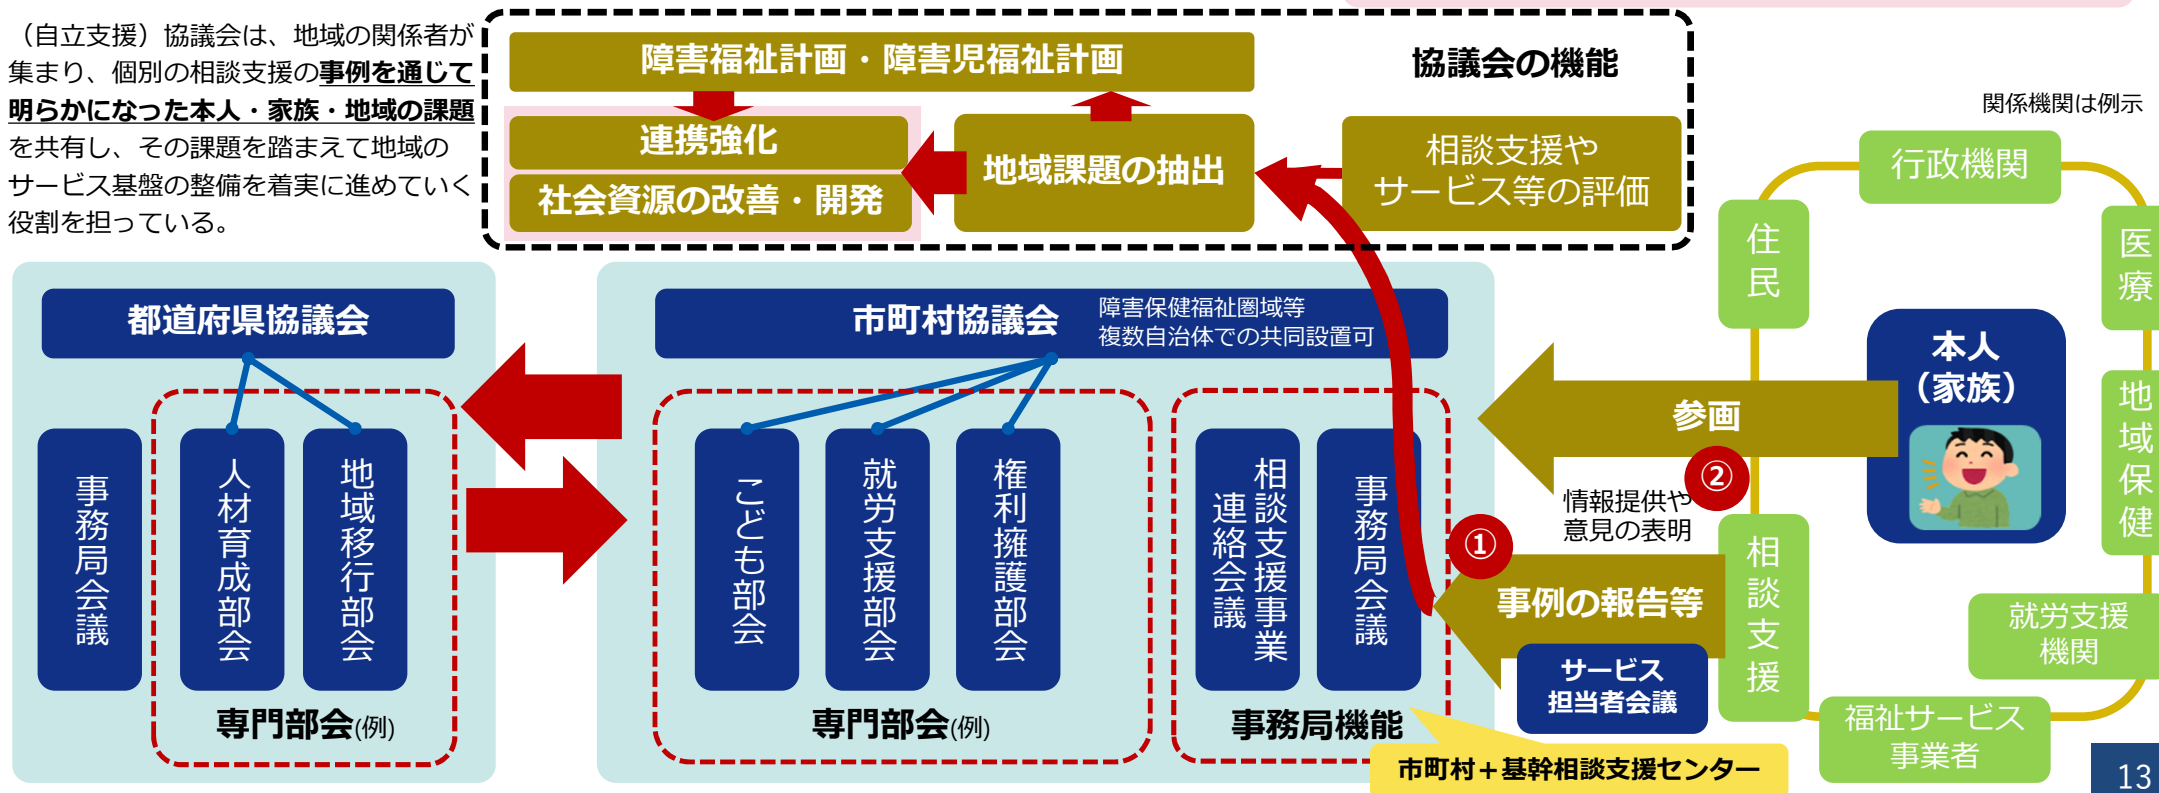 （自立支援）協議会は、地域の関係者が
集まり、個別の相談支援の事例を通じて
明らかになった本人・家族・地域の課題
を共有し、その課題を踏まえて地域の
サービス基盤の整備を着実に進めていく
役割を担っている。
協議会の機能
障害福祉計画・障害児福祉計画
連携強化
社会資源の改善・開発
地域課題の抽出
相談支援や
サービス等の評価
関係機関は例示
都道府県協議会
事務局会議
人材育成部会
地域移行部会
専門部会(例)
市町村協議会
障害保健福祉圏域等
複数自治体での共同設置可
こども部会
就労支援部会
権利擁護部会
専門部会(例)
相談支援事業
連絡会議
事務局会議
事務局機能
市町村＋基幹相談支援センター
参画
②
情報提供や
意見の表明
①
事例の報告等
サービス
担当者会議
本人
（家族）
行政機関
住民
医療
地域保健
相談支援
就労支援
機関
福祉サービス
事業者
13